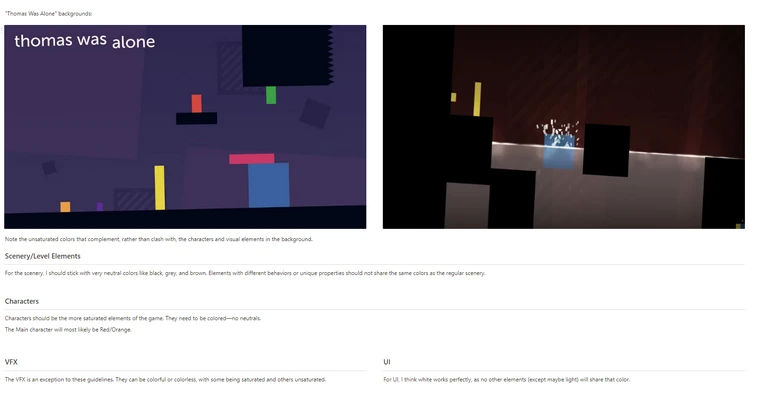 "Thomas Was Alone" backgrounds:
thomas was alone
Note the unsaturated colors that complement, rather than clash with, the characters and visual elements in the background.
Scenery/Level Elements
For the scenery, I should stick with very neutral colors like black, grey, and brown. Elements with different behaviors or unique properties should not share the same colors as the regular scenery.
Characters
Characters should be the more saturated elements of the game. They need to be colored—no neutrals.
The Main character will most likely be Red/Orange.
VFX
The VFX is an exception to these guidelines. They can be colorful or colorless, with some being saturated and others unsaturated.
UI
For UI, I think white works perfectly, as no other elements (except maybe light) will share that color.